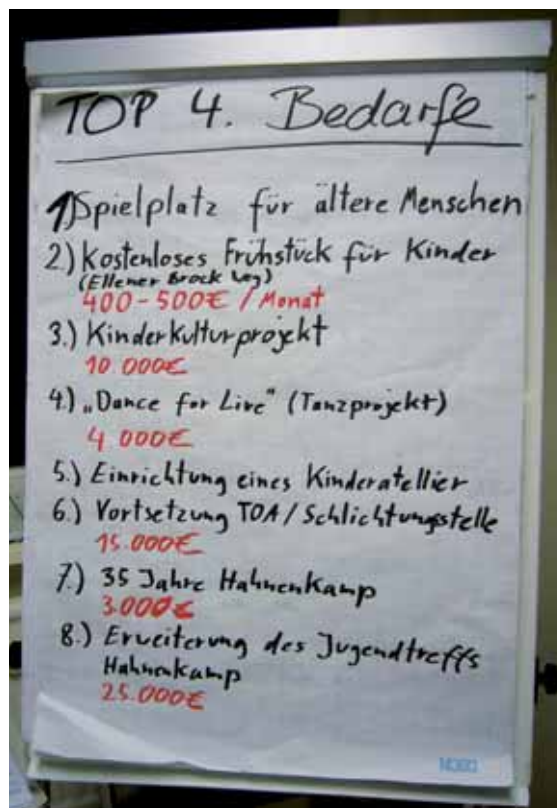 TOP 4. Bedarfe
1) Spielplatz für ältere Menschen
2.) Kostenloses Frühstück für Kinder
(Ellener Brock Weg)
400-500€ / Monat
3.) Kinderkulturprojekt
10 000€
4.) „Dance for Live" (Tanzprojekt)
4 000€
5.) Einrichtung eines Kinderatellier
6.) Vortsetzung TOA / Schlichtungstelle
15.000€
7.) 35 Jahre Hahnenkamp
3.000€
8.) Erweiterung des Jugendtreffs
Hahnenkamp
25.000€